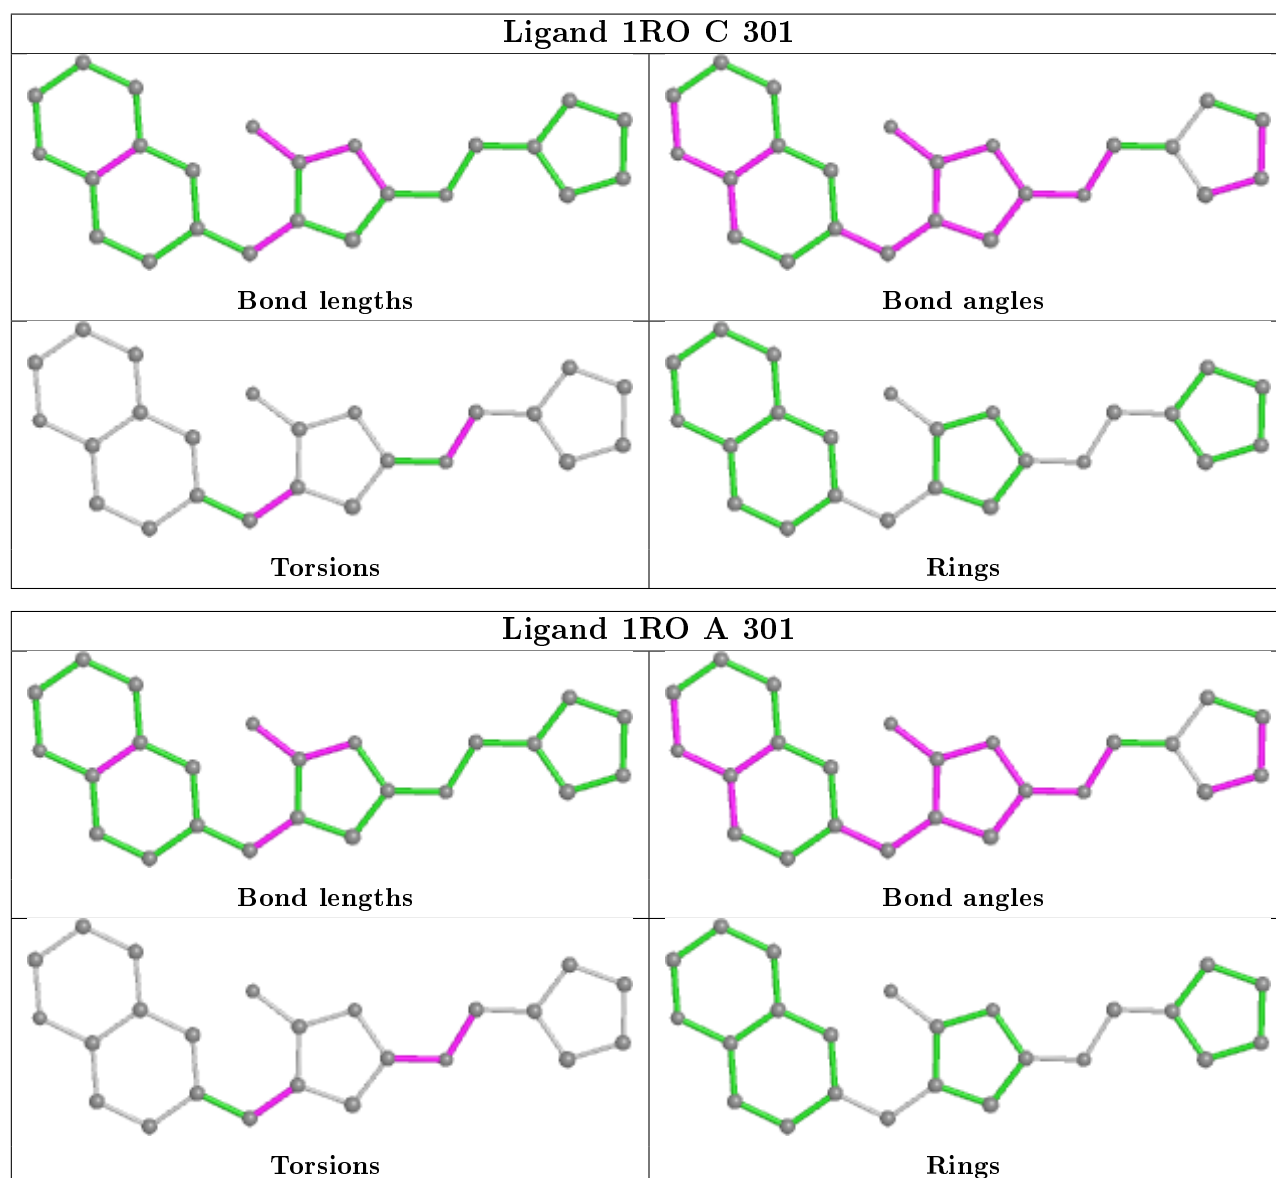 Ligand 1RO C 301
Bond lengths
Bond angles
Torsions
Rings
Ligand 1RO A 301
Bond lengths
Bond angles
Torsions
Rings